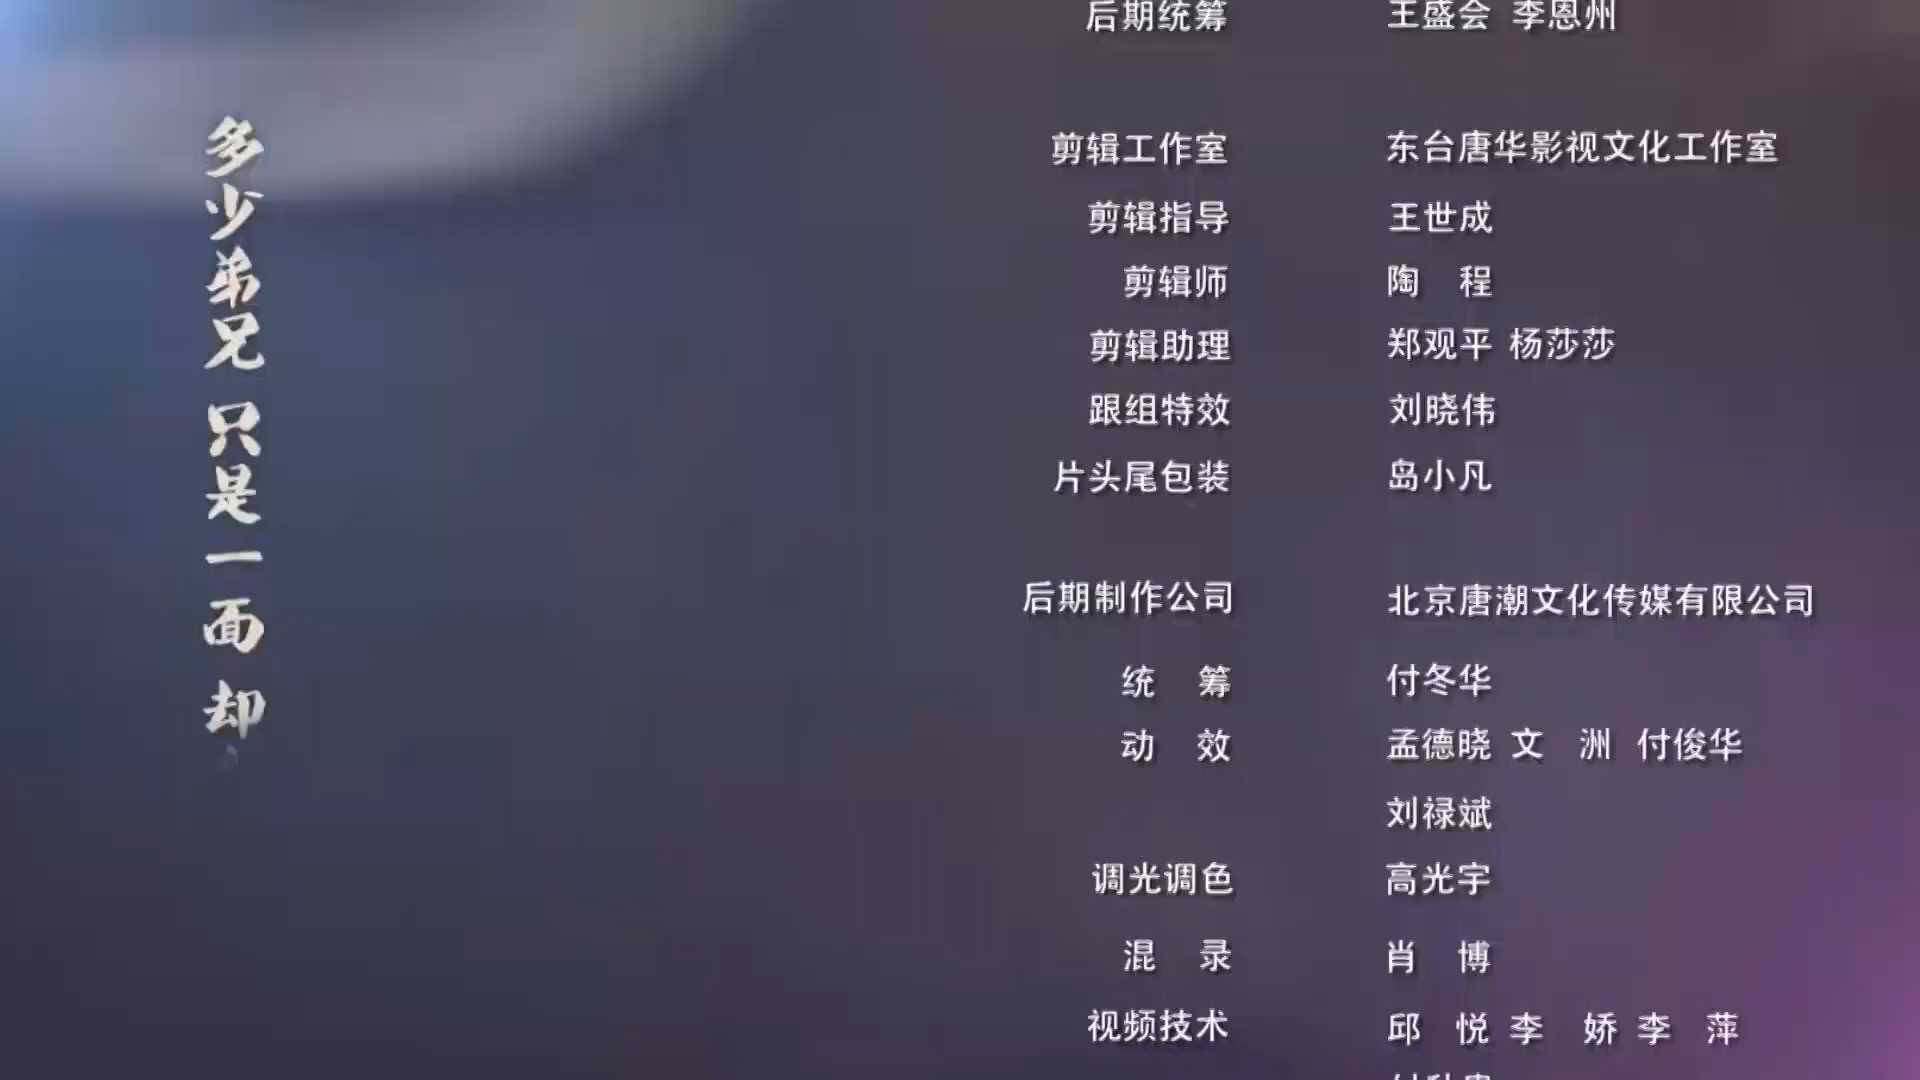 多少弟兄 只是一面 却
后期统筹 王盛会 李恩州
剪辑工作室 东台唐华影视文化工作室
剪辑指导 王世成
剪辑师 陶 程
剪辑助理 郑观平 杨莎莎
跟组特效 刘晓伟
片头尾包装 岛小凡
后期制作公司 北京唐潮文化传媒有限公司
统 筹 付冬华
动 效 孟德晓 文 洲 付俊华
刘禄斌
调光调色 高光宇
混 录 肖 博
视频技术 邱 悦 李 娇 李 萍